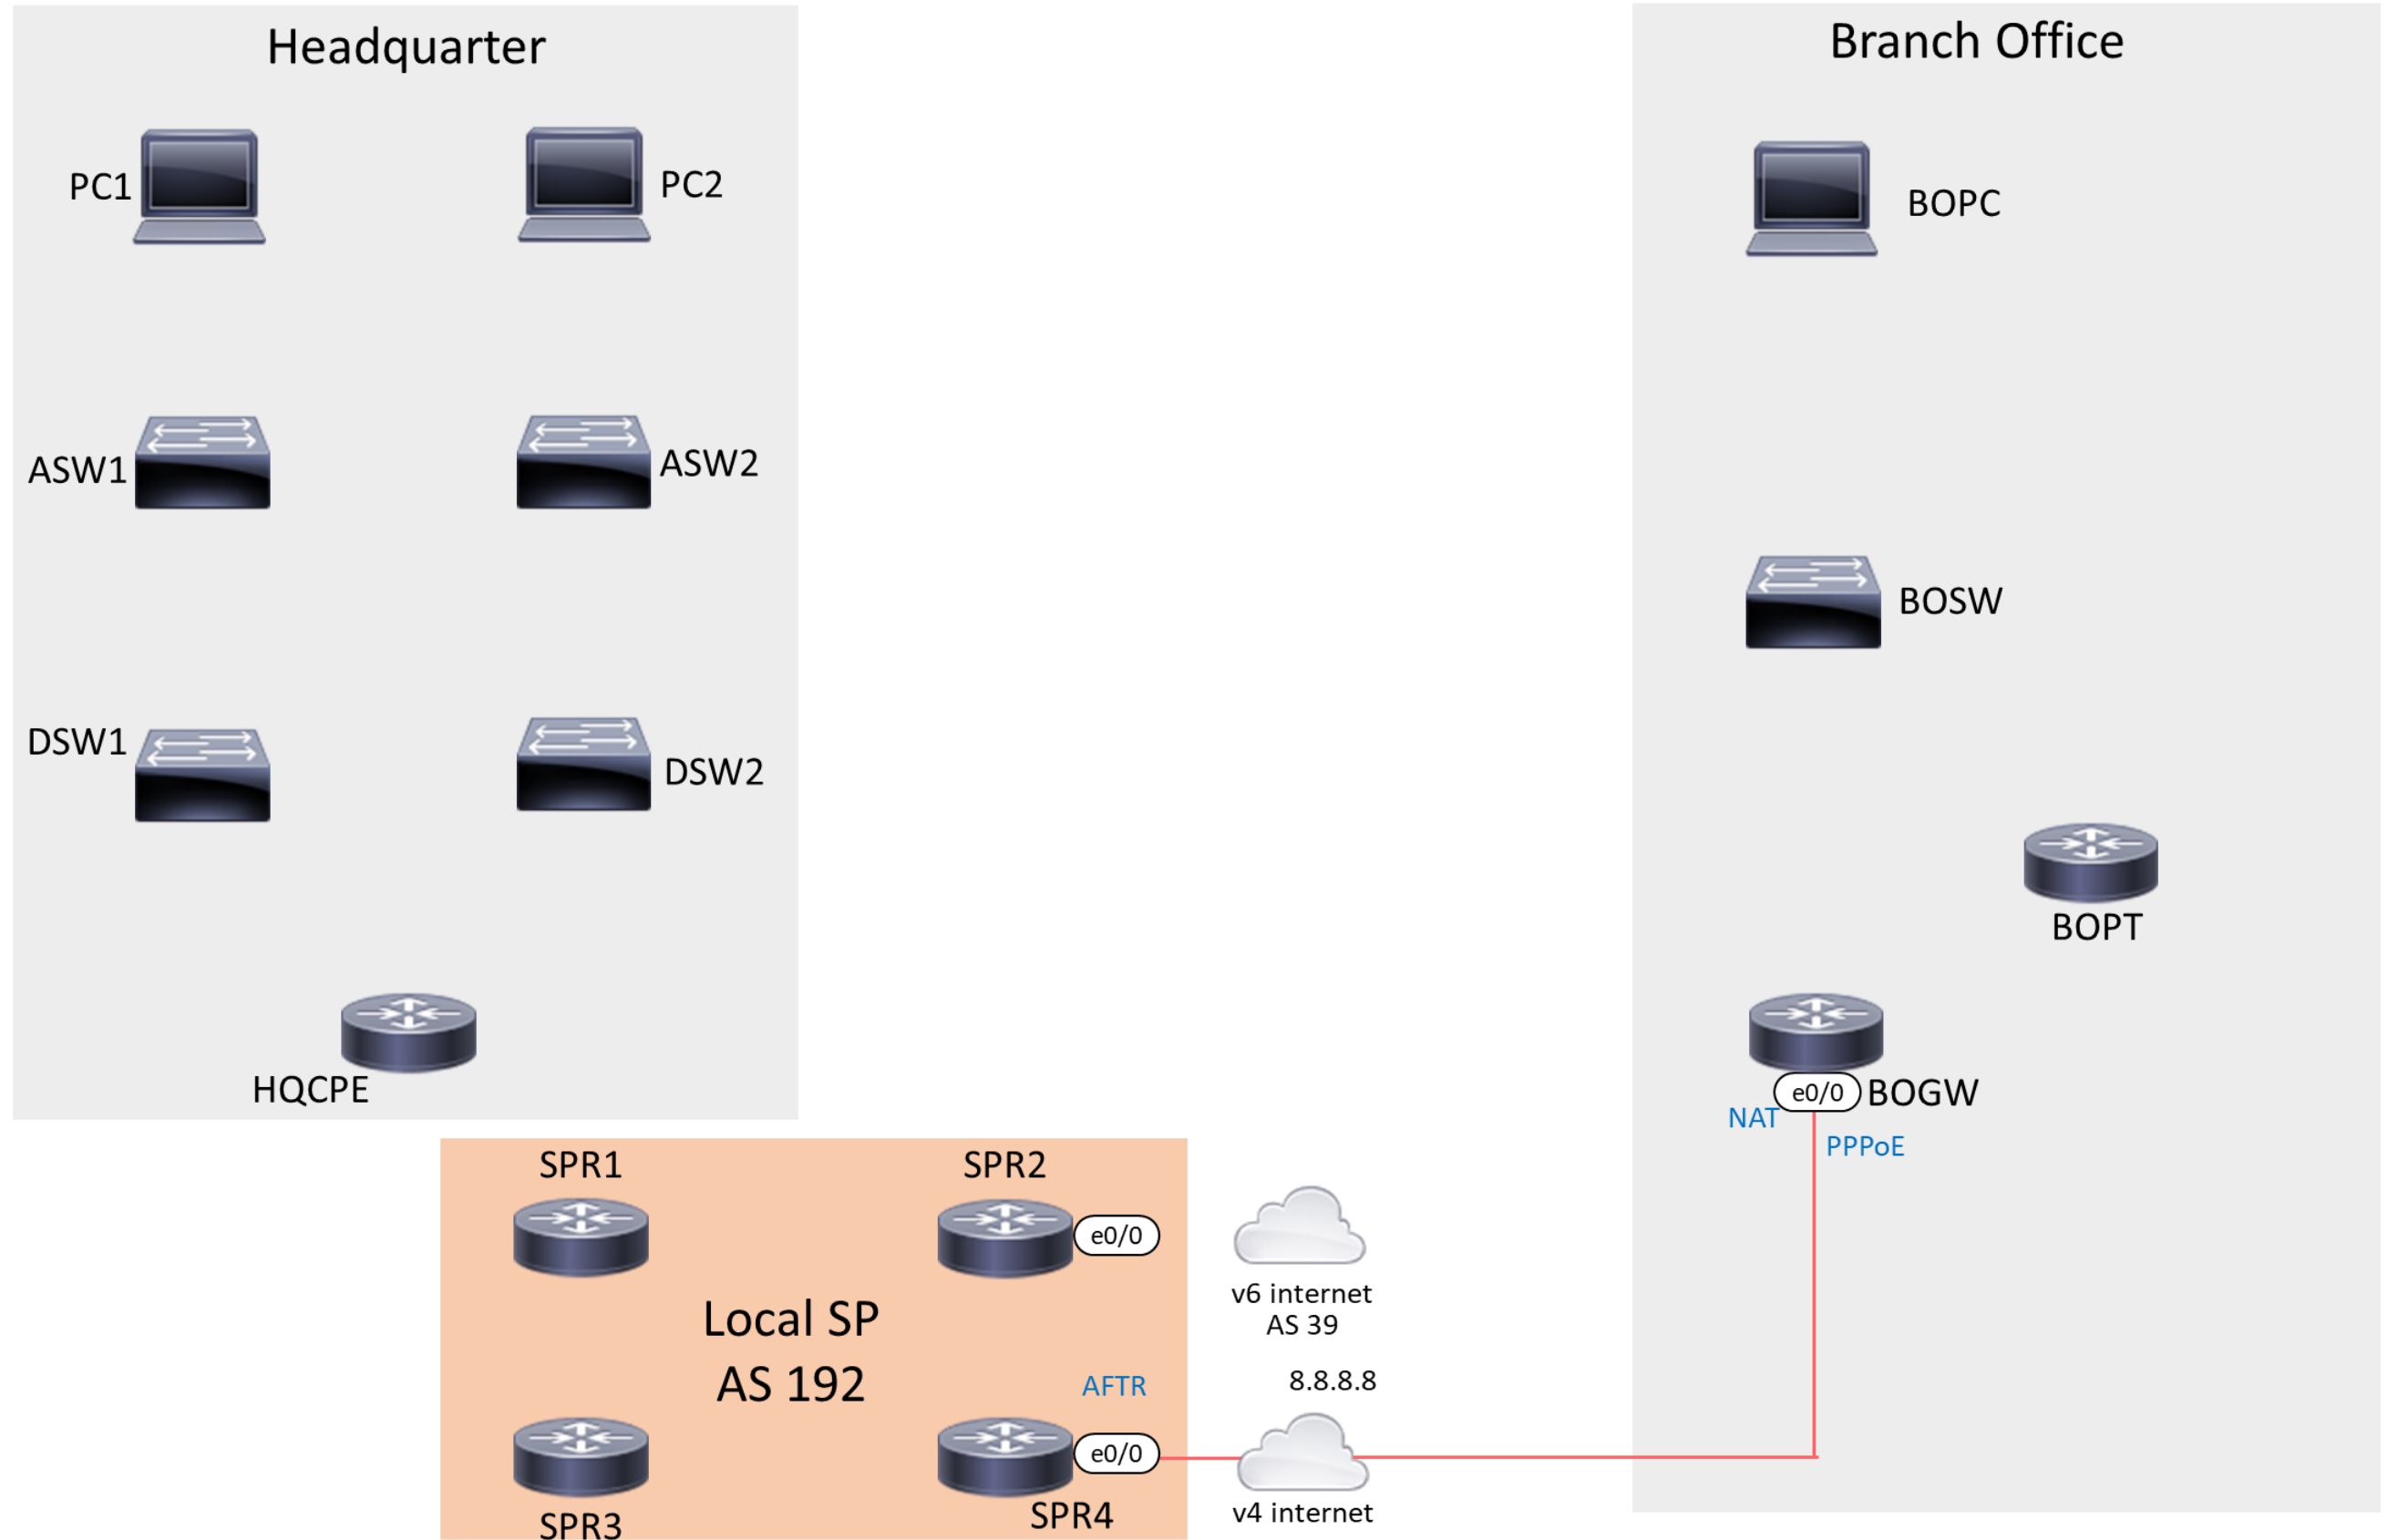 Headquarter
Branch Office
PC1
PC2
BOPC
ASW1
ASW2
BOSW
DSW1
DSW2
BOPT
HQCPE
e0/0
BOGW
NAT
PPPoE
SPR1
SPR2
e0/0
v6 internet
AS 39
Local SP
AS 192
AFTR
8.8.8.8
e0/0
SPR3
SPR4
v4 internet